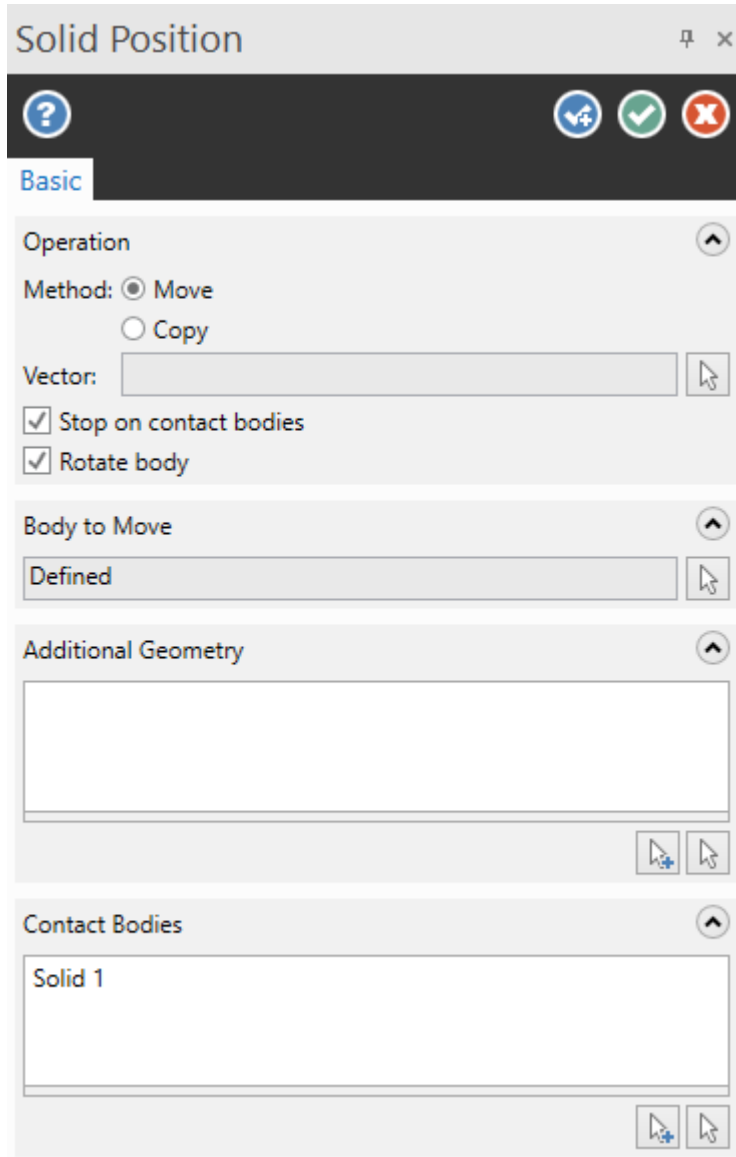 Solid Position
Basic
Operation
Method: Move
Copy
Vector:
Stop on contact bodies
Rotate body
Body to Move
Defined
Additional Geometry
Contact Bodies
Solid 1